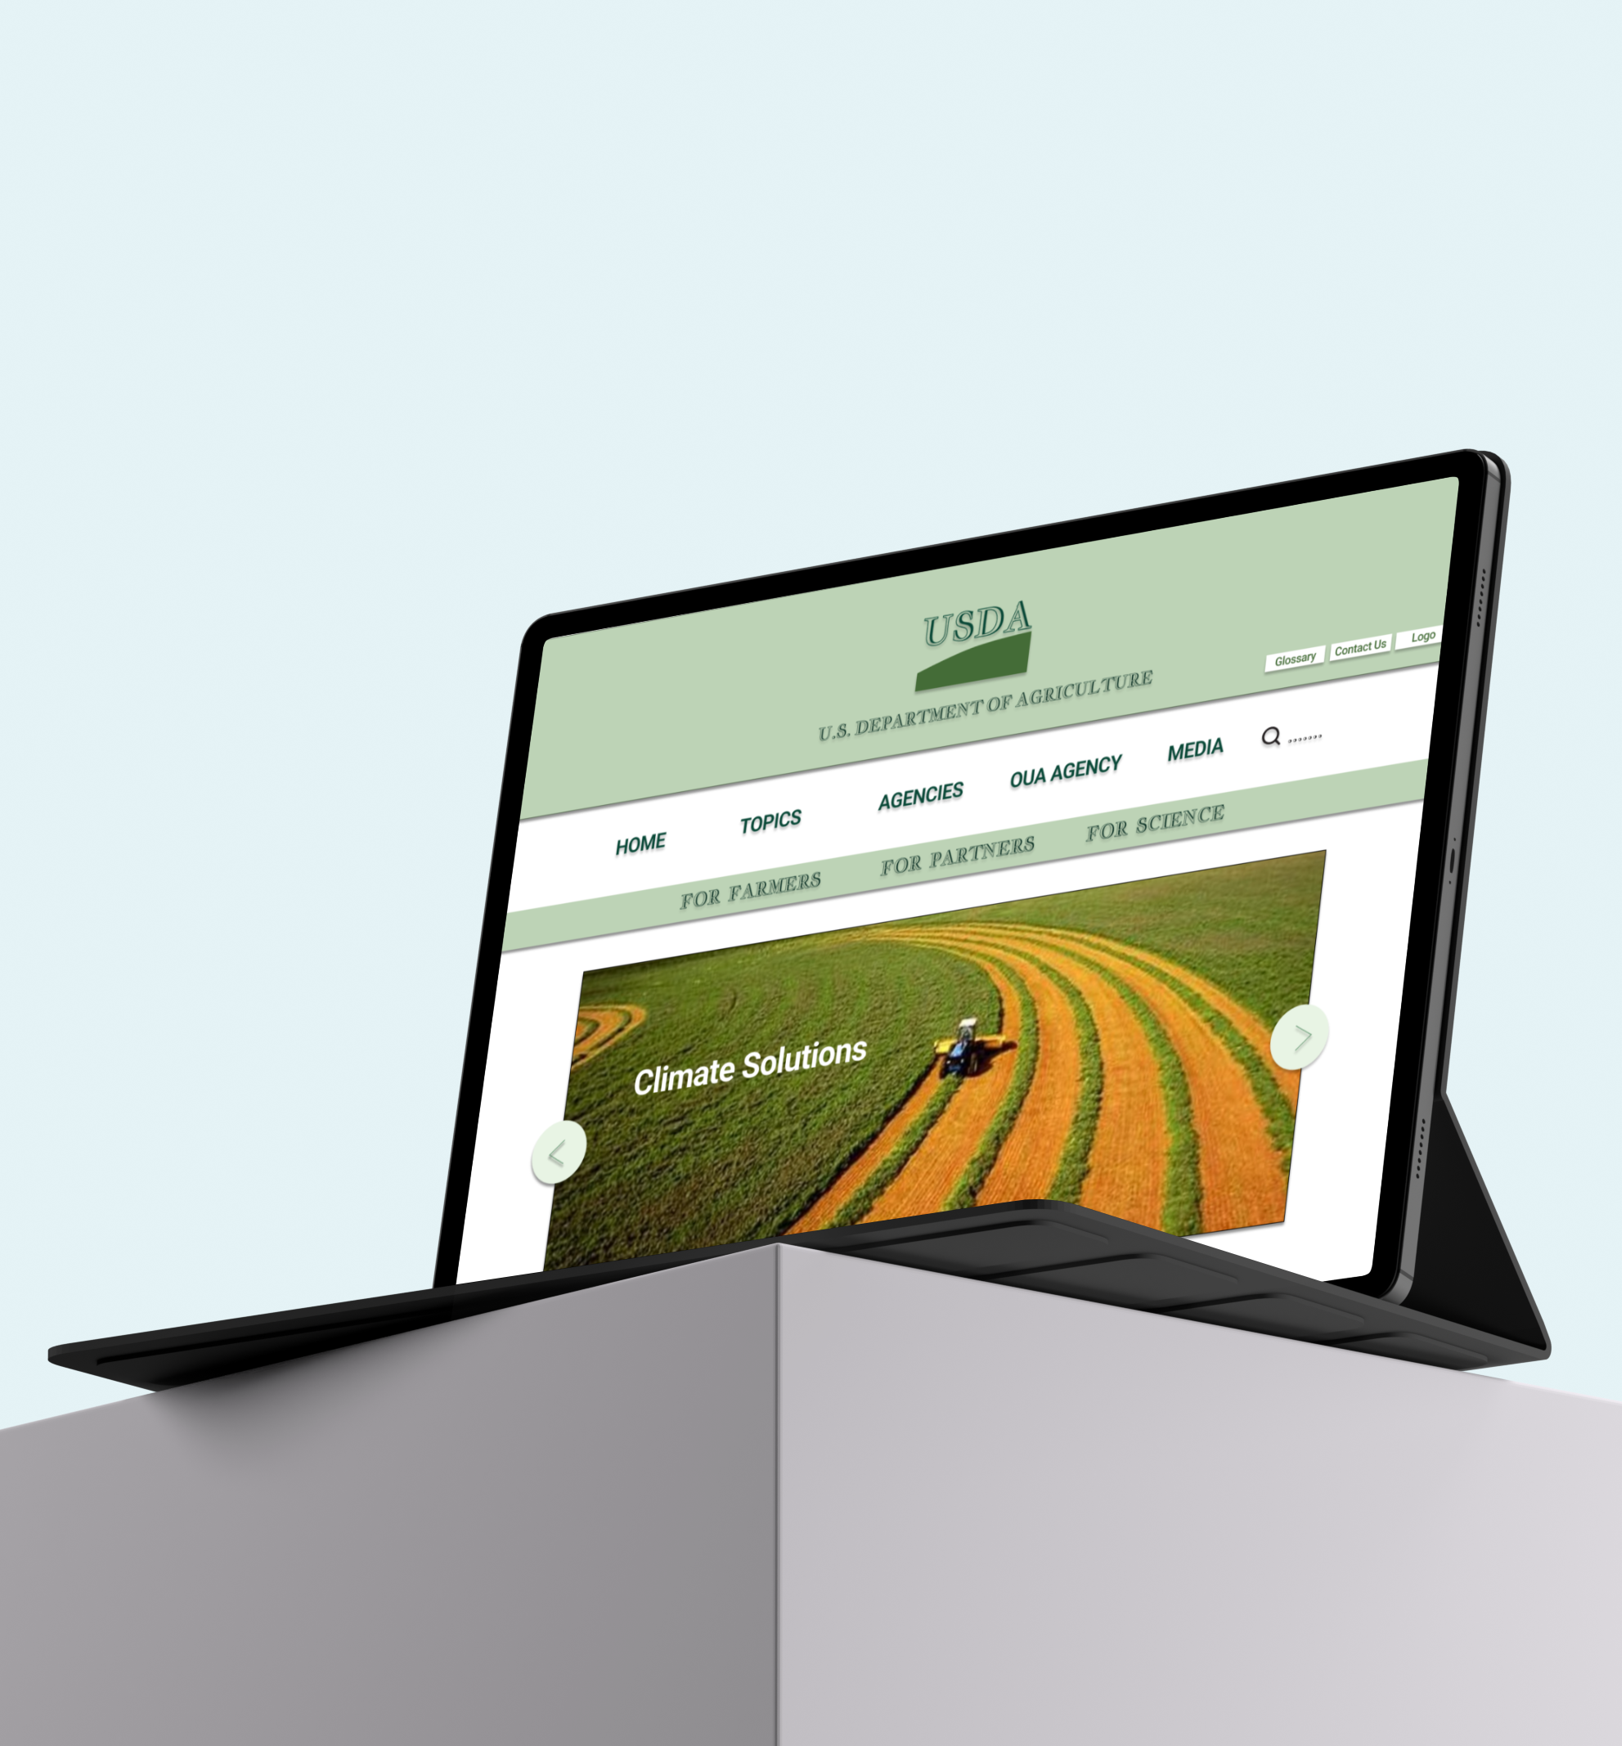 USDA
U.S. DEPARTMENT OF AGRICULTURE
Glossary Contact Us Logo
HOME TOPICS AGENCIES OUA AGENCY MEDIA .......
FOR FARMERS FOR PARTNERS FOR SCIENCE
Climate Solutions